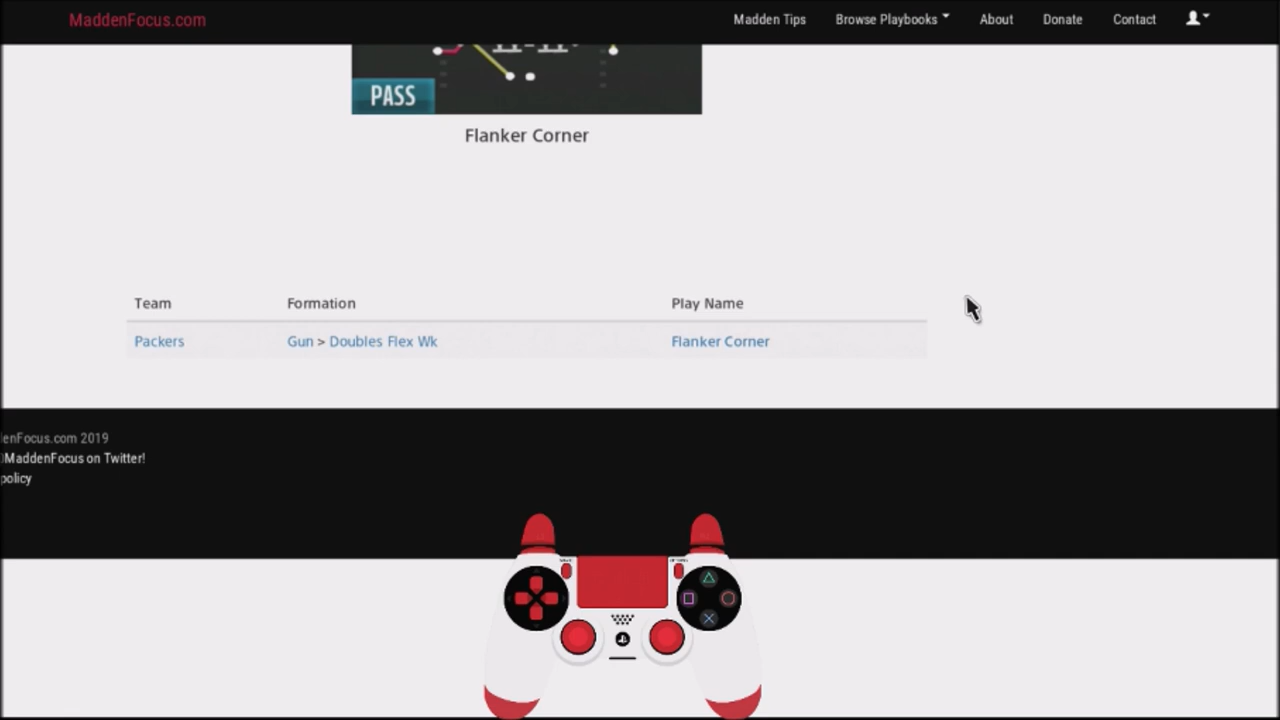 MaddenFocus.com Madden Tips Browse Playbooks About Donate Contact
PASS
Flanker Corner
Team Formation Play Name
Packers Gun > Doubles Flex Wk Flanker Corner
denFocus.com 2019
@MaddenFocus on Twitter!
policy